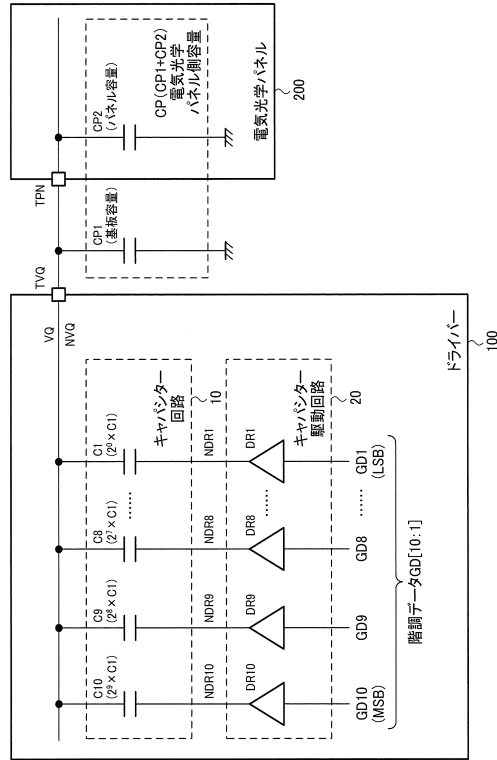 VQ
NVQ
TVQ
TPN
C10
(2⁹×C1)
C9
(2⁸×C1)
C8
(2⁷×C1)
……
C1
(2⁰×C1)
キャパシター
回路
10
NDR10
NDR9
NDR8
NDR1
DR10
DR9
DR8
……
DR1
キャパシター
駆動回路
20
GD10
(MSB)
GD9
GD8
……
GD1
(LSB)
階調データGD[10:1]
ドライバー
100
CP1
(基板容量)
CP2
(パネル容量)
CP(CP1+CP2)
電気光学
パネル側容量
電気光学パネル
200